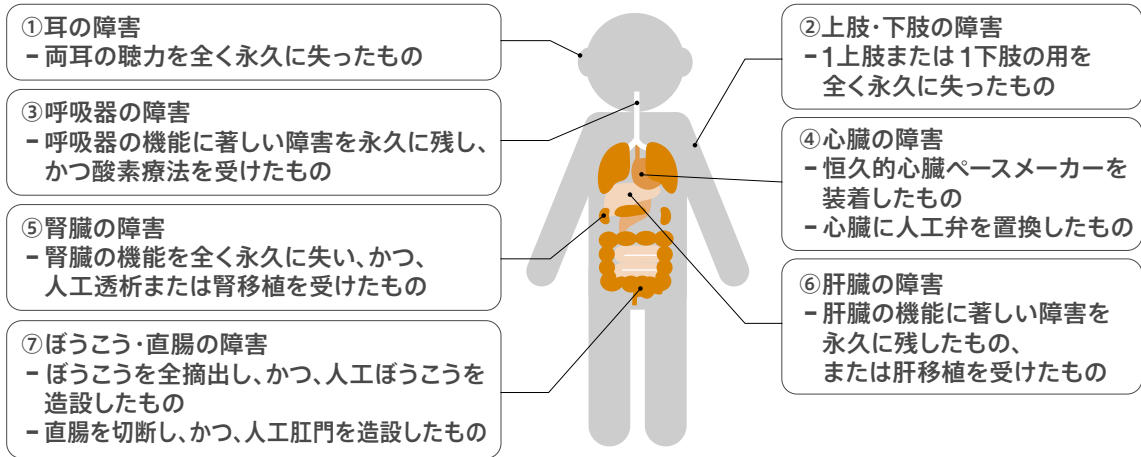 ①耳の障害
－両耳の聴力を全く永久に失ったもの
②上肢・下肢の障害
－1上肢または1下肢の用を
全く永久に失ったもの
③呼吸器の障害
－呼吸器の機能に著しい障害を永久に残し、
かつ酸素療法を受けたもの
④心臓の障害
－恒久的心臓ペースメーカーを
装着したもの
－心臓に人工弁を置換したもの
⑤腎臓の障害
－腎臓の機能を全く永久に失い、かつ、
人工透析または腎移植を受けたもの
⑥肝臓の障害
－肝臓の機能に著しい障害を
永久に残したもの、
または肝移植を受けたもの
⑦ぼうこう・直腸の障害
－ぼうこうを全摘出し、かつ、人工ぼうこうを
造設したもの
－直腸を切断し、かつ、人工肛門を造設したもの